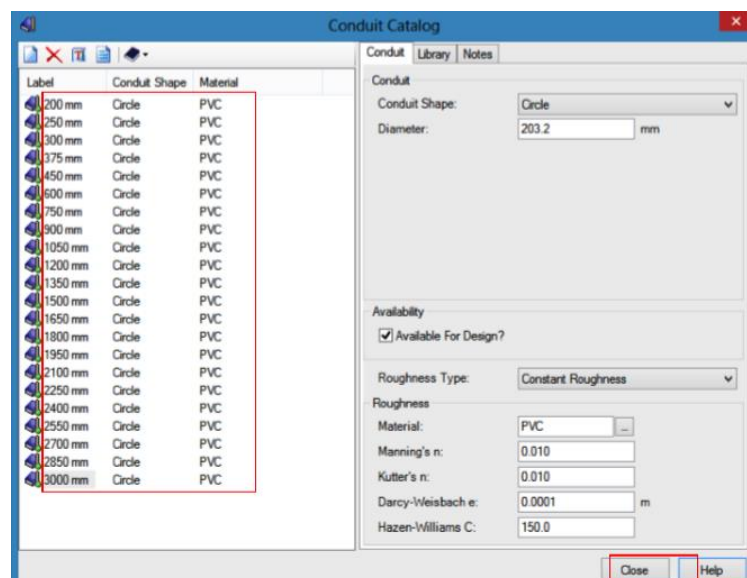 Conduit Catalog
Conduit Library Notes
Label Conduit Shape Material
200 mm Circle PVC
250 mm Circle PVC
300 mm Circle PVC
375 mm Circle PVC
450 mm Circle PVC
600 mm Circle PVC
750 mm Circle PVC
900 mm Circle PVC
1050 mm Circle PVC
1200 mm Circle PVC
1350 mm Circle PVC
1500 mm Circle PVC
1650 mm Circle PVC
1800 mm Circle PVC
1950 mm Circle PVC
2100 mm Circle PVC
2250 mm Circle PVC
2400 mm Circle PVC
2550 mm Circle PVC
2700 mm Circle PVC
2850 mm Circle PVC
3000 mm Circle PVC
Conduit
Conduit Shape: Circle
Diameter: 203.2 mm
Availability
Available For Design?
Roughness Type: Constant Roughness
Roughness
Material: PVC ...
Manning's n: 0.010
Kutter's n: 0.010
Darcy-Weisbach e: 0.0001 m
Hazen-Williams C: 150.0
Close Help